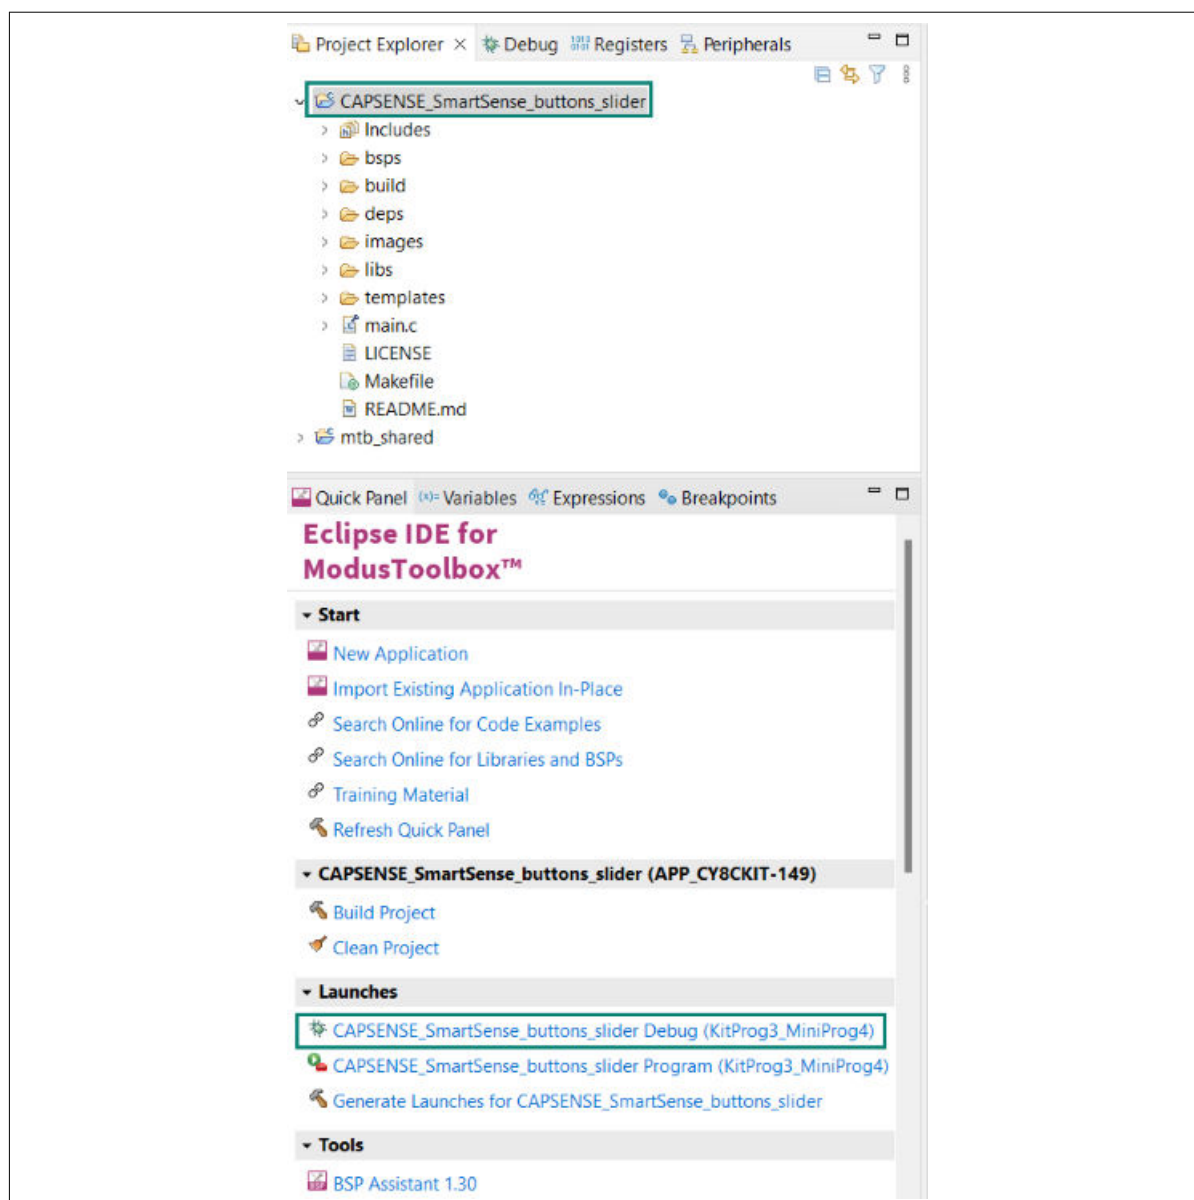 Project Explorer × Debug Registers Peripherals
CAPSENSE_SmartSense_buttons_slider
Includes
bsps
build
deps
images
libs
templates
main.c
LICENSE
Makefile
README.md
mtb_shared
Quick Panel (x)= Variables Expressions Breakpoints
Eclipse IDE for
ModusToolbox™
Start
New Application
Import Existing Application In-Place
Search Online for Code Examples
Search Online for Libraries and BSPs
Training Material
Refresh Quick Panel
CAPSENSE_SmartSense_buttons_slider (APP_CY8CKIT-149)
Build Project
Clean Project
Launches
CAPSENSE_SmartSense_buttons_slider Debug (KitProg3_MiniProg4)
CAPSENSE_SmartSense_buttons_slider Program (KitProg3_MiniProg4)
Generate Launches for CAPSENSE_SmartSense_buttons_slider
Tools
BSP Assistant 1.30